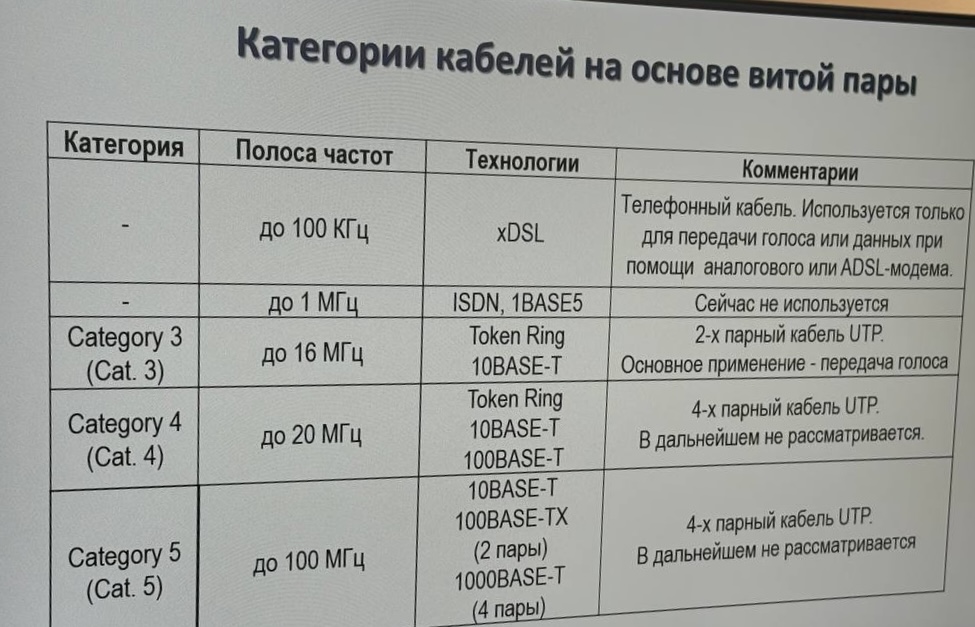 Категории кабелей на основе витой пары
Категория
Полоса частот
Технологии
Комментарии
-
до 100 КГц
xDSL
Телефонный кабель. Используется только
для передачи голоса или данных при
помощи аналогового или ADSL-модема.
-
до 1 МГц
ISDN, 1BASE5
Сейчас не используется
Category 3
(Cat. 3)
до 16 МГц
Token Ring
10BASE-T
2-х парный кабель UTP.
Основное применение - передача голоса
Category 4
(Cat. 4)
до 20 МГц
Token Ring
10BASE-T
100BASE-T
4-х парный кабель UTP.
В дальнейшем не рассматривается.
Category 5
(Cat. 5)
до 100 МГц
10BASE-T
100BASE-TX
(2 пары)
1000BASE-T
(4 пары)
4-х парный кабель UTP.
В дальнейшем не рассматривается